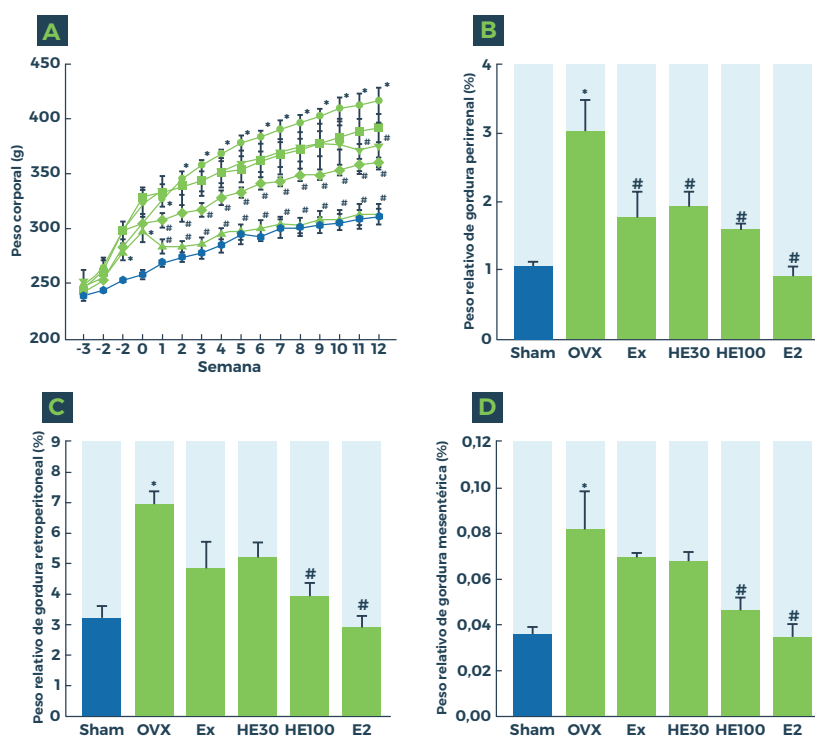 A
Peso corporal (g)
450
400
350
300
250
200
-3 -2 -2 0 1 2 3 4 5 6 7 8 9 10 11 12
Semana
B
Peso relativo de gordura perirrenal (%)
4
3
2
1
0
* # # # #
Sham OVX Ex HE30 HE100 E2
C
Peso relativo de gordura retroperitoneal (%)
9
8
7
6
5
4
3
2
1
0
* # #
Sham OVX Ex HE30 HE100 E2
D
Peso relativo de gordura mesentérica (%)
0,12
0,10
0,08
0,06
0,04
0,02
0,00
* # #
Sham OVX Ex HE30 HE100 E2